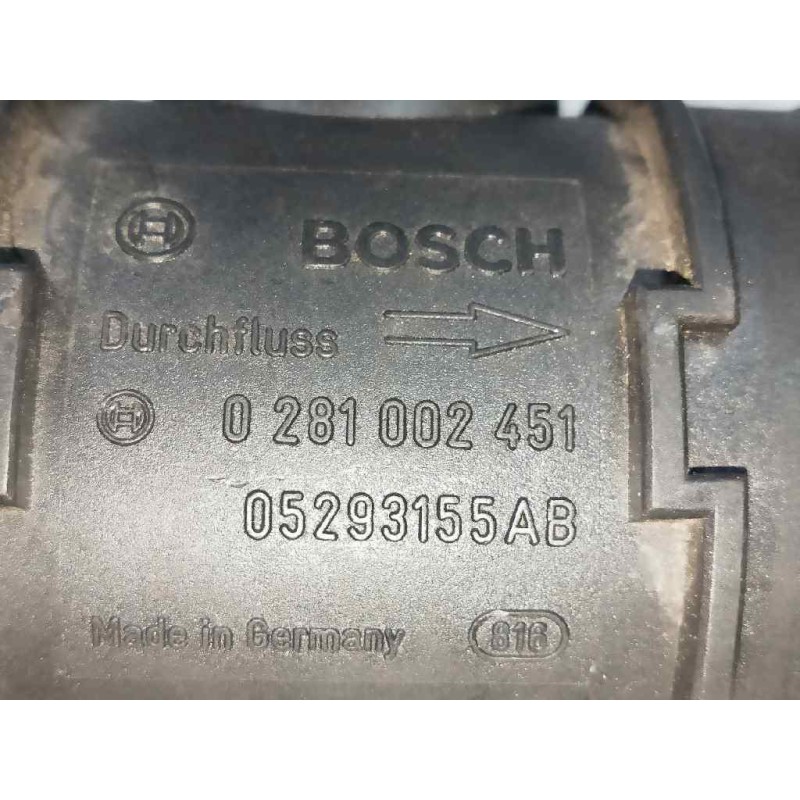 BOSCH
Durchfluss
0 281 002 451
05293155AB
Made in Germany 816